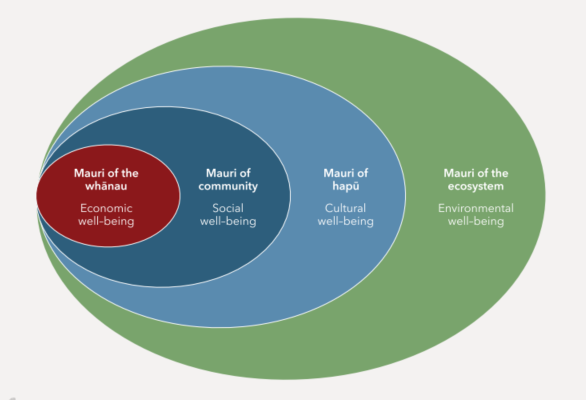 Mauri of the
whānau
Economic
well-being
Mauri of
community
Social
well-being
Mauri of
hapū
Cultural
well-being
Mauri of the
ecosystem
Environmental
well-being